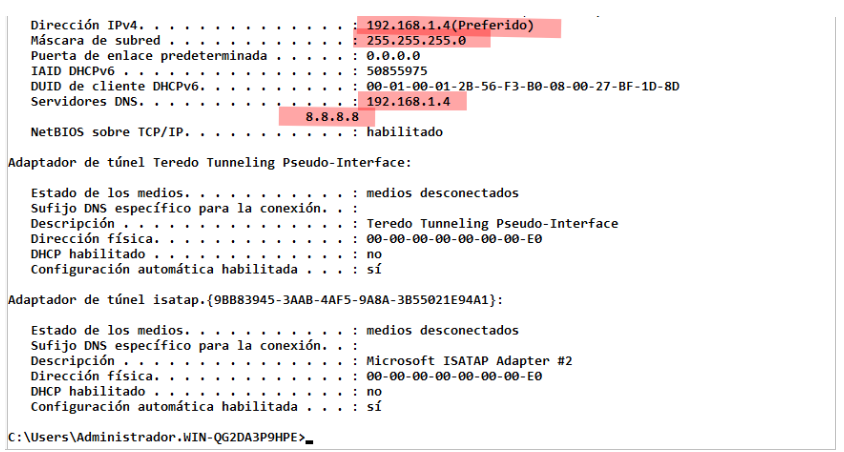 Dirección IPv4. . . . . . . . . . . . . . : 192.168.1.4(Preferido)
Máscara de subred . . . . . . . . . . . . : 255.255.255.0
Puerta de enlace predeterminada . . . . . : 0.0.0.0
IAID DHCPv6 . . . . . . . . . . . . . . . : 50855975
DUID de cliente DHCPv6. . . . . . . . . . : 00-01-00-01-2B-56-F3-B0-08-00-27-BF-1D-8D
Servidores DNS. . . . . . . . . . . . . . : 192.168.1.4
8.8.8.8
NetBIOS sobre TCP/IP. . . . . . . . . . . : habilitado
Adaptador de túnel Teredo Tunneling Pseudo-Interface:
Estado de los medios. . . . . . . . . . . : medios desconectados
Sufijo DNS específico para la conexión. . :
Descripción . . . . . . . . . . . . . . . : Teredo Tunneling Pseudo-Interface
Dirección física. . . . . . . . . . . . . : 00-00-00-00-00-00-00-E0
DHCP habilitado . . . . . . . . . . . . . : no
Configuración automática habilitada . . . : sí
Adaptador de túnel isatap.{9BB83945-3AAB-4AF5-9A8A-3B55021E94A1}:
Estado de los medios. . . . . . . . . . . : medios desconectados
Sufijo DNS específico para la conexión. . :
Descripción . . . . . . . . . . . . . . . : Microsoft ISATAP Adapter #2
Dirección física. . . . . . . . . . . . . : 00-00-00-00-00-00-00-E0
DHCP habilitado . . . . . . . . . . . . . : no
Configuración automática habilitada . . . : sí
C:\Users\Administrador.WIN-QG2DA3P9HPE>_